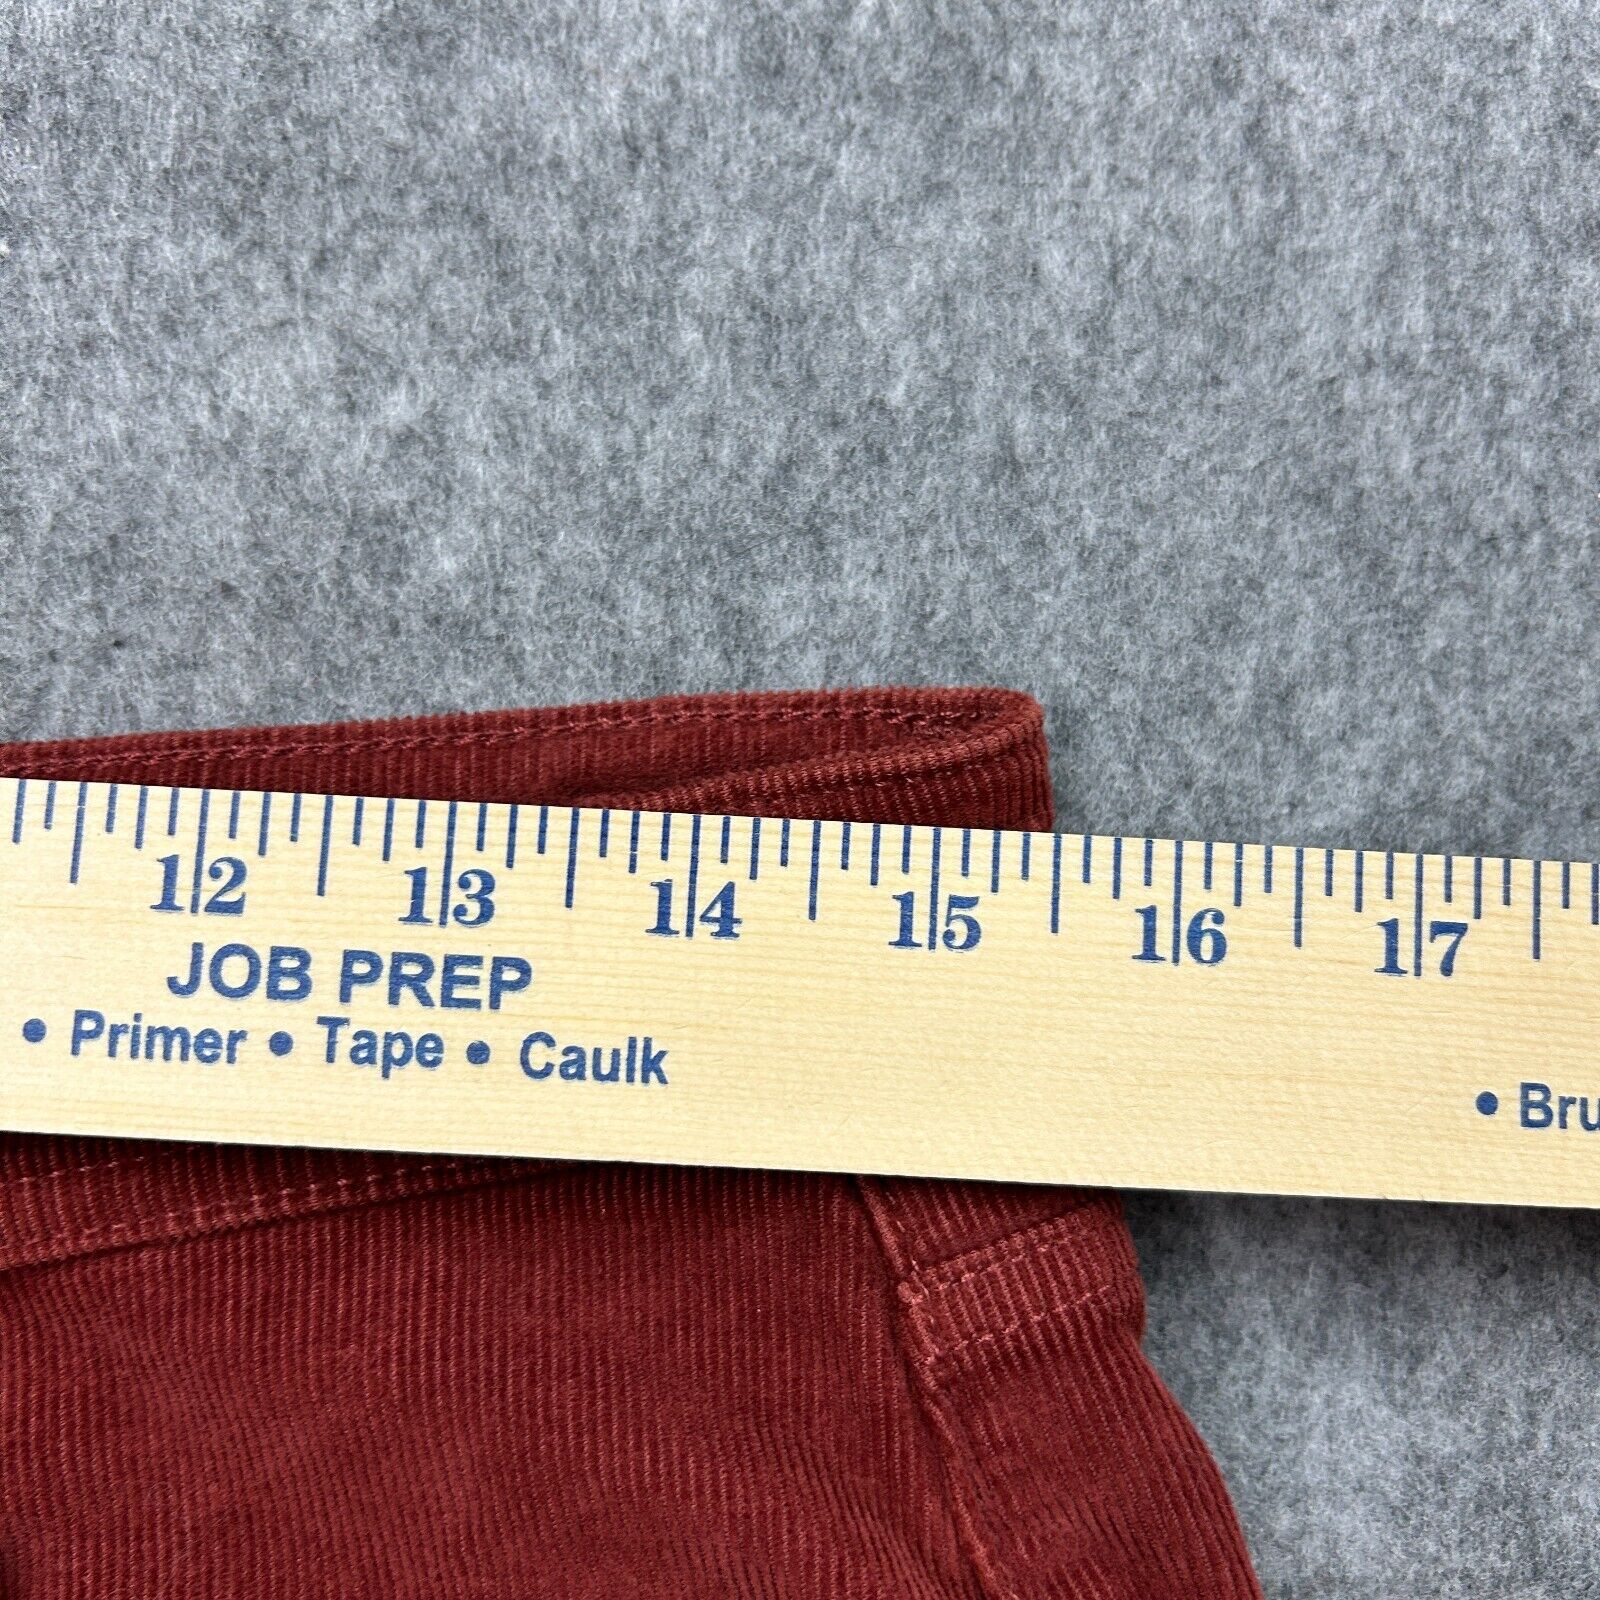 12 13 14 15 16 17
JOB PREP
• Primer • Tape • Caulk
• Bru